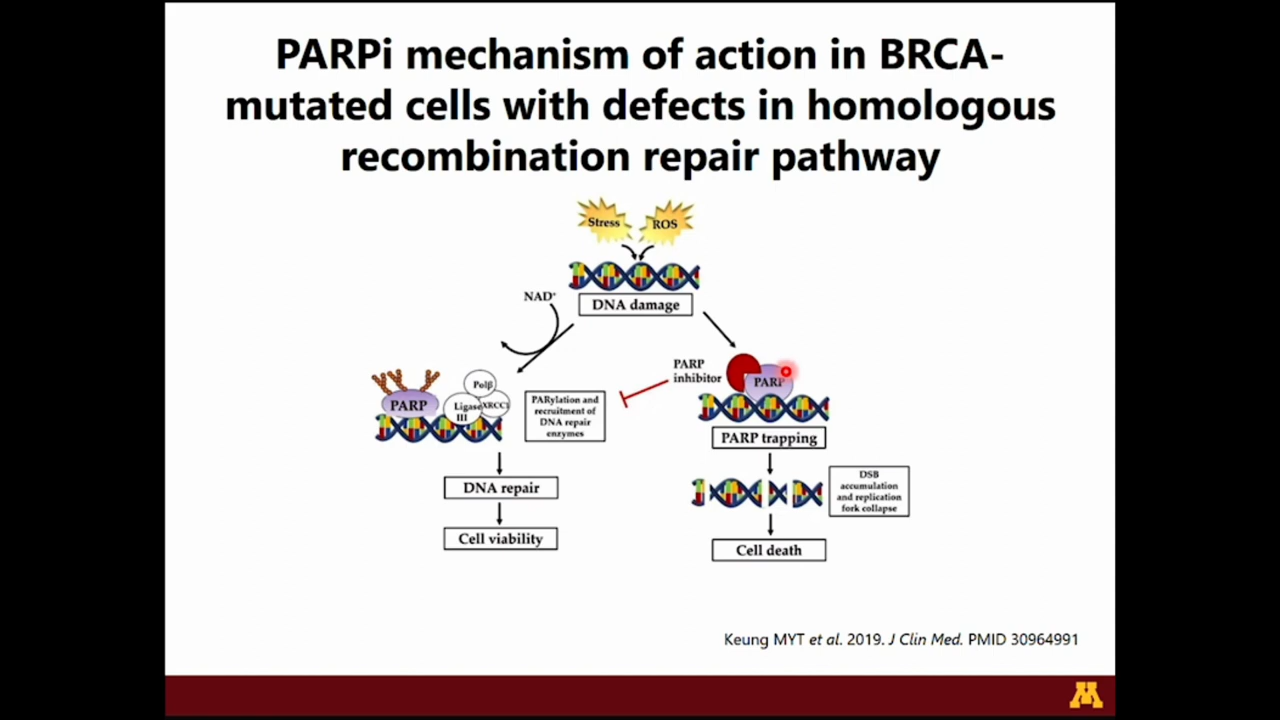 PARPi mechanism of action in BRCA-
mutated cells with defects in homologous
recombination repair pathway
Stress
ROS
NAD+
DNA damage
PARP
inhibitor
PARP
PARP
Polβ
Ligase
III
XRCC1
PARylation and
recruitment of
DNA repair
enzymes
PARP trapping
DNA repair
DSB
accumulation
and replication
fork collapse
Cell viability
Cell death
Keung MYT et al. 2019. J Clin Med. PMID 30964991
M